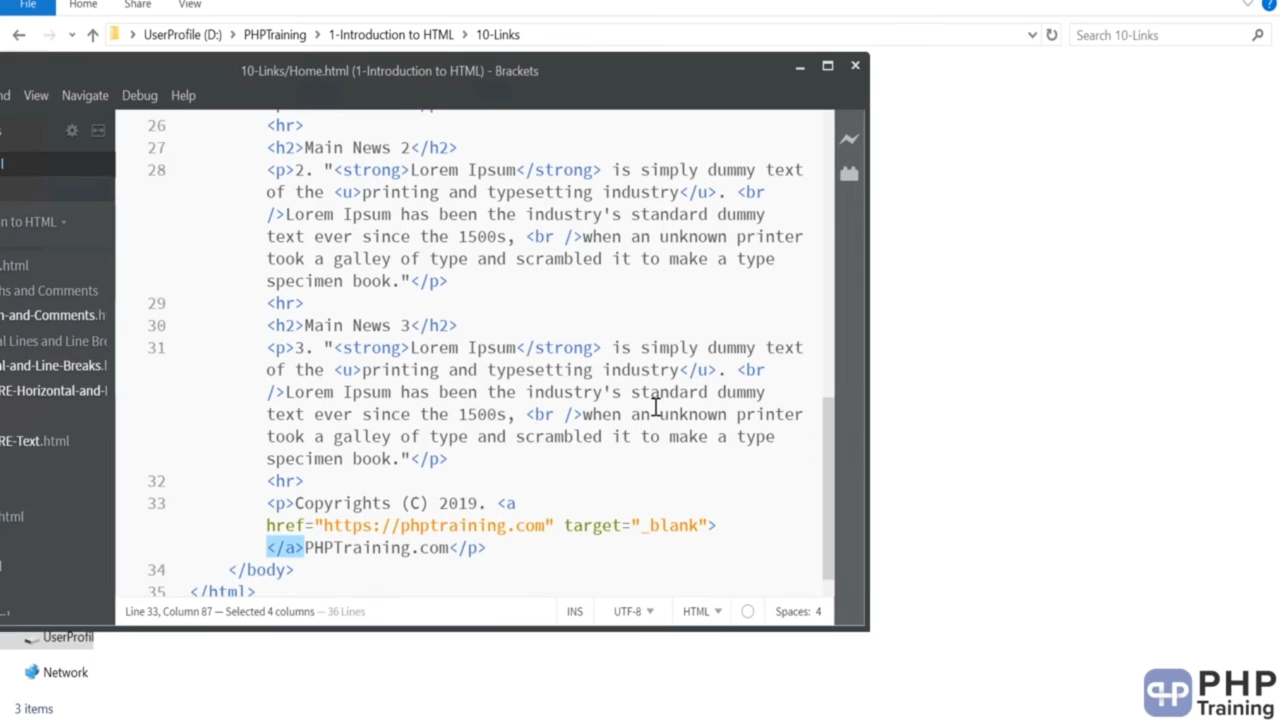 File Home Share View
UserProfile (D:) > PHPTraining > 1-Introduction to HTML > 10-Links
Search 10-Links
10-Links/Home.html (1-Introduction to HTML) - Brackets
nd View Navigate Debug Help
n to HTML
.html
hs and Comments
n-and-Comments.h
al Lines and Line Bre
l-and-Line-Breaks.
RE-Horizontal-and-
RE-Text.html
html
26 <hr>
27 <h2>Main News 2</h2>
28 <p>2. "<strong>Lorem Ipsum</strong> is simply dummy text
of the <u>printing and typesetting industry</u>. <br
/>Lorem Ipsum has been the industry's standard dummy
text ever since the 1500s, <br />when an unknown printer
took a galley of type and scrambled it to make a type
specimen book."</p>
29 <hr>
30 <h2>Main News 3</h2>
31 <p>3. "<strong>Lorem Ipsum</strong> is simply dummy text
of the <u>printing and typesetting industry</u>. <br
/>Lorem Ipsum has been the industry's standard dummy
text ever since the 1500s, <br />when an unknown printer
took a galley of type and scrambled it to make a type
specimen book."</p>
32 <hr>
33 <p>Copyrights (C) 2019. <a
href="https://phptraining.com" target="_blank">
</a>PHPTraining.com</p>
34 </body>
35 </html>
Line 33, Column 87 — Selected 4 columns — 36 Lines
INS UTF-8 HTML Spaces: 4
UserProfil
Network
3 items
PHP
Training